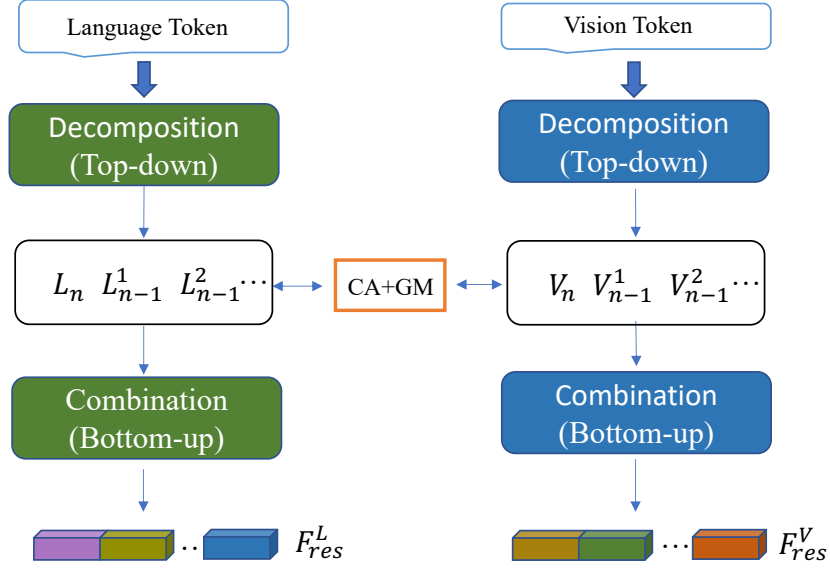 Language Token
Vision Token
Decomposition
(Top-down)
Decomposition
(Top-down)
L_n L_{n-1}^1 L_{n-1}^2 ⋯
CA+GM
V_n V_{n-1}^1 V_{n-1}^2 ⋯
Combination
(Bottom-up)
Combination
(Bottom-up)
·· F_{res}^L
⋯ F_{res}^V